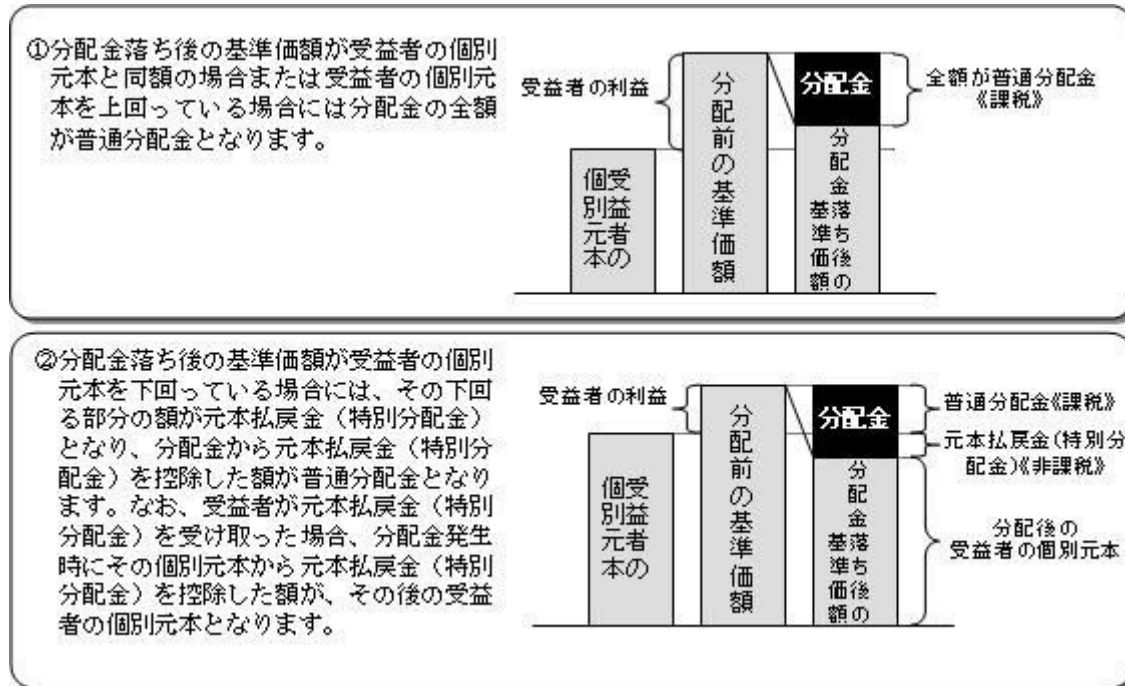 ①分配金落ち後の基準価額が受益者の個別
元本と同額の場合または受益者の個別元
本を上回っている場合には分配金の全額
が普通分配金となります。
受益者の利益
受益者の
個別元本
分配前の基準価額
分配金
分配金落ち後の
基準価額
全額が普通分配金
《課税》
②分配金落ち後の基準価額が受益者の個別
元本を下回っている場合には、その下回
る部分の額が元本払戻金（特別分配金）
となり、分配金から元本払戻金（特別分
配金）を控除した額が普通分配金となり
ます。なお、受益者が元本払戻金（特別
分配金）を受け取った場合、分配金発生
時にその個別元本から元本払戻金（特別
分配金）を控除した額が、その後の受益
者の個別元本となります。
受益者の利益
受益者の
個別元本
分配前の基準価額
分配金
分配金落ち後の
基準価額
普通分配金《課税》
元本払戻金(特別分
配金)《非課税》
分配後の
受益者の個別元本